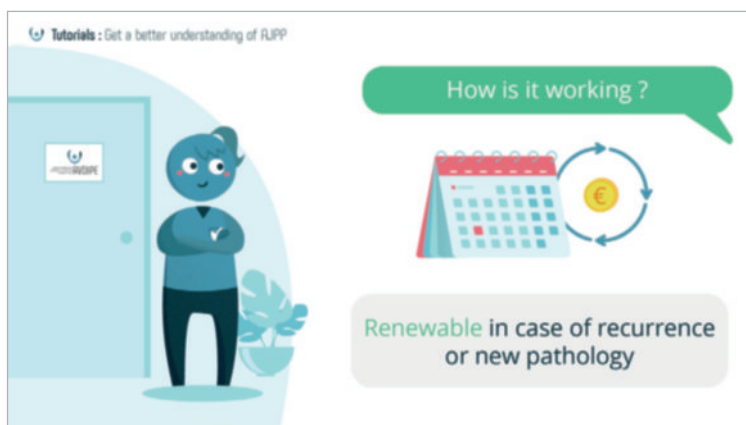 Tutorials : Get a better understanding of AJPP
How is it working ?
€
Renewable in case of recurrence
or new pathology